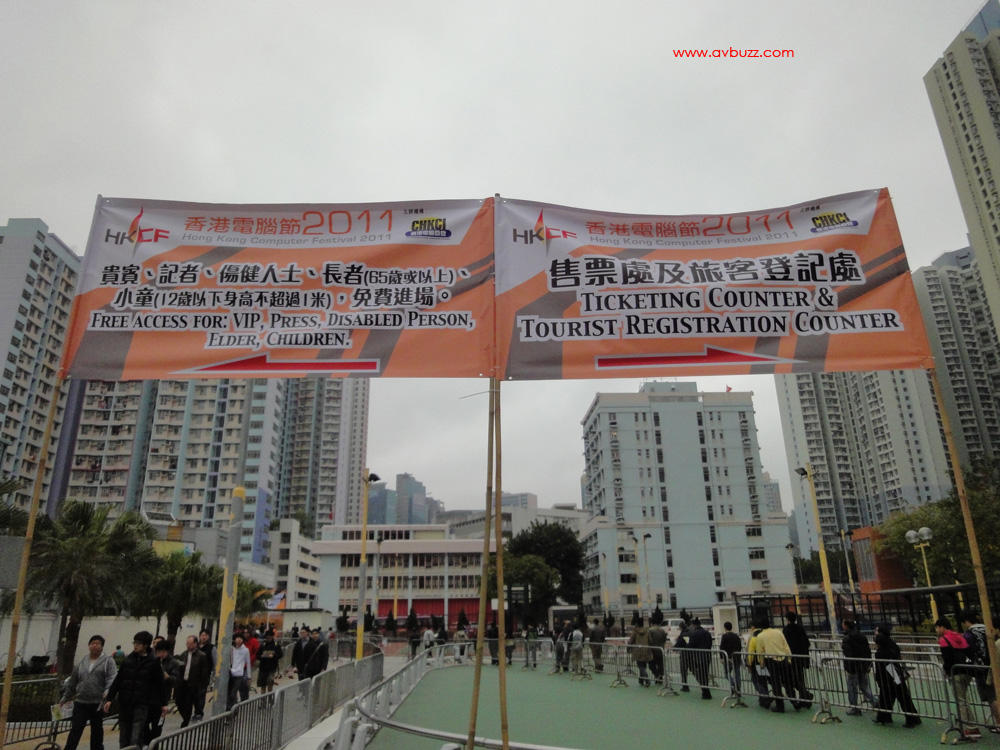 www.avbuzz.com
HKCF
香港電腦節2011
Hong Kong Computer Festival 2011
CHKCI
貴賓、記者、傷健人士、長者(65歲或以上)、
小童(12歲以下身高不超過1米)，免費進場。
FREE ACCESS FOR: VIP, PRESS, DISABLED PERSON,
ELDER, CHILDREN.
HKCF
香港電腦節2011
Hong Kong Computer Festival 2011
CHKCI
售票處及旅客登記處
TICKETING COUNTER &
TOURIST REGISTRATION COUNTER